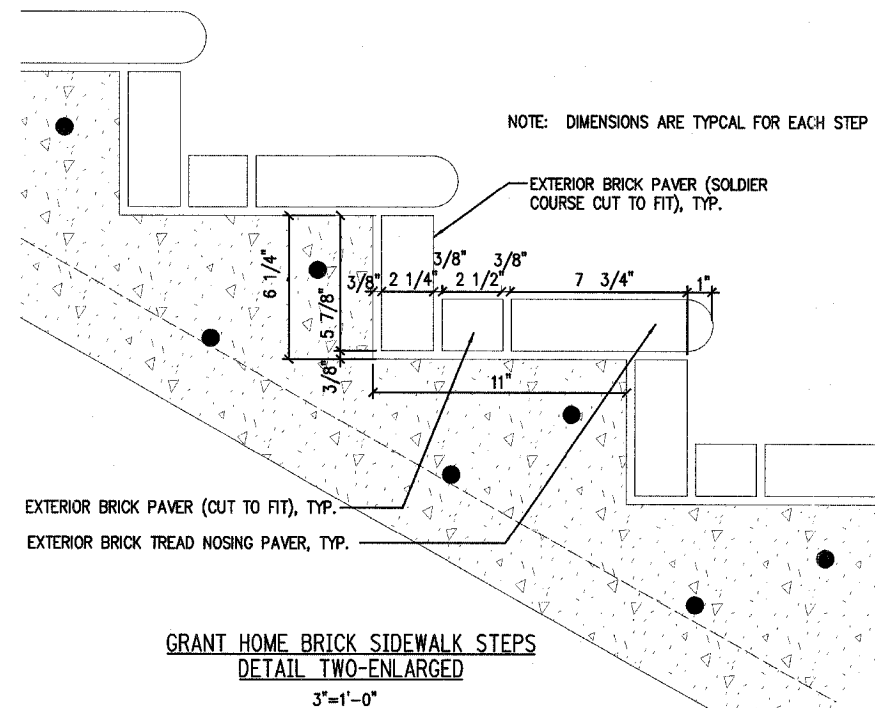 NOTE: DIMENSIONS ARE TYPCAL FOR EACH STEP
EXTERIOR BRICK PAVER (SOLDIER
COURSE CUT TO FIT), TYP.
3/8" 3/8"
3/8" 2 1/4" 2 1/2" 7 3/4" 1"
6 1/4"
5 7/8"
3/8"
11"
EXTERIOR BRICK PAVER (CUT TO FIT), TYP.
EXTERIOR BRICK TREAD NOSING PAVER, TYP.
GRANT HOME BRICK SIDEWALK STEPS
DETAIL TWO-ENLARGED
3"=1'-0"